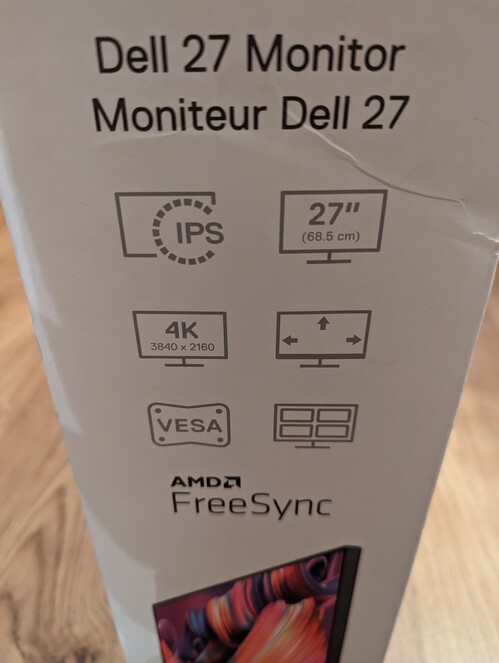 Dell 27 Monitor
Moniteur Dell 27
IPS
27"
(68.5 cm)
4K
3840 x 2160
VESA
AMD
FreeSync